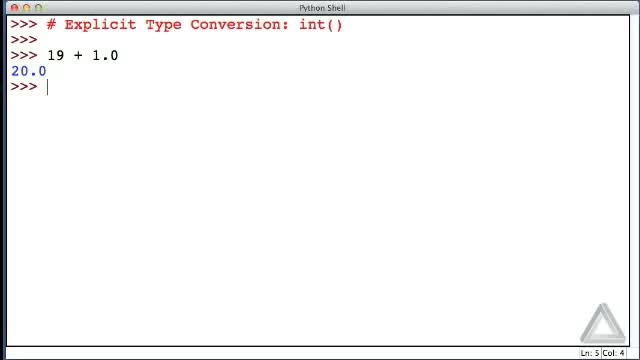 Python Shell
>>> # Explicit Type Conversion: int()
>>>
>>> 19 + 1.0
20.0
>>>
Ln: 5 Col: 4